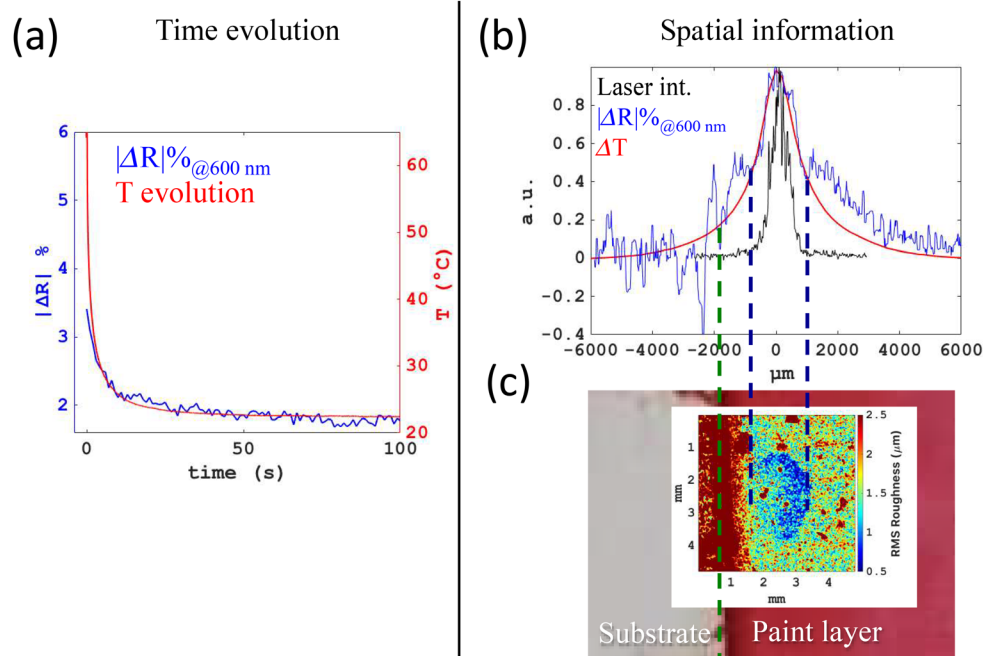 (a)
Time evolution
|ΔR|%@600 nm
T evolution
6
5
4
3
2
|ΔR| %
60
50
40
30
20
T (°C)
0
50
100
time (s)
(b)
Spatial information
Laser int.
|ΔR|%@600 nm
ΔT
0.8
0.6
0.4
0.2
0
−0.2
−0.4
a.u.
−6000
−4000
−2000
0
2000
4000
6000
µm
(c)
1
2
3
4
mm
1
2
3
4
mm
2.5
2
1.5
1
0.5
RMS Roughness (µm)
Substrate
Paint layer